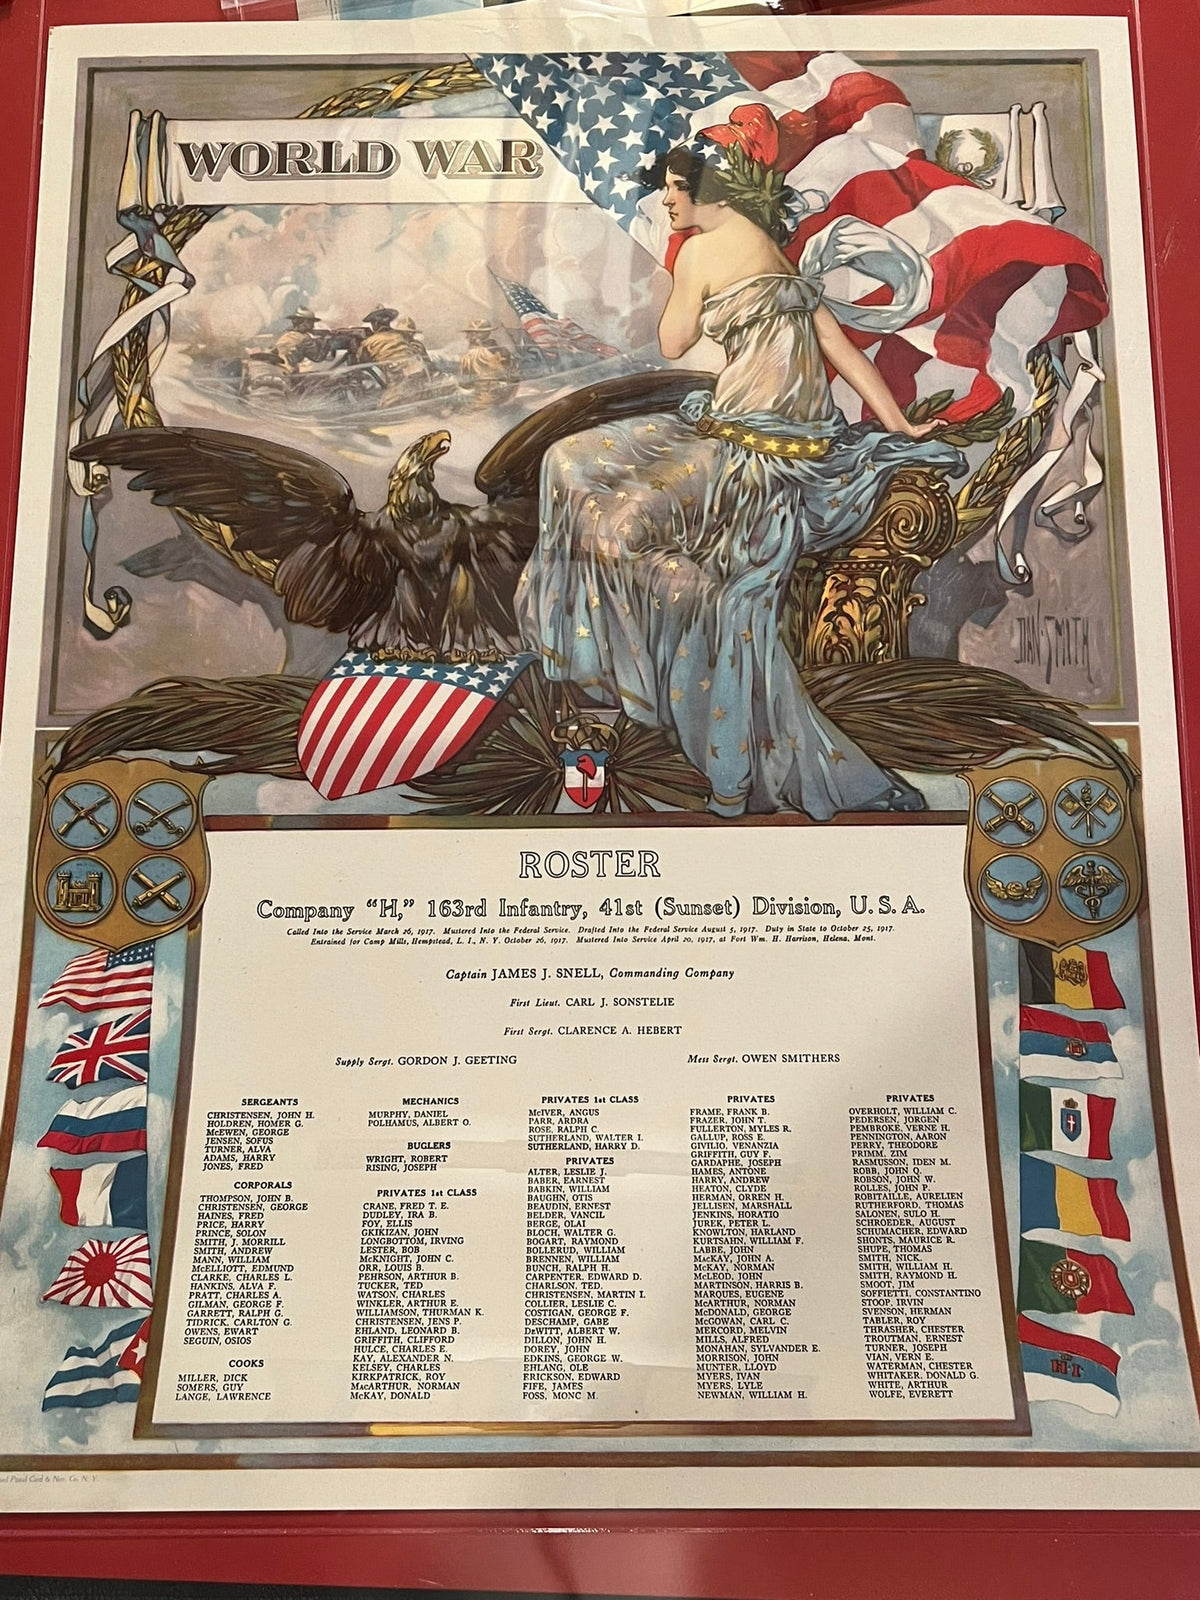 WORLD WAR
DAN SMITH
ROSTER
Company "H," 163rd Infantry, 41st (Sunset) Division, U. S. A.
Called Into the Service March 26, 1917. Mustered Into the Federal Service. Drafted Into the Federal Service August 5, 1917. Duty in State to October 25, 1917.
Entrained for Camp Mills, Hempstead, L. I., N. Y. October 26, 1917. Mustered Into Service April 20, 1917, at Fort Wm. H. Harrison, Helena, Mont.
Captain JAMES J. SNELL, Commanding Company
First Lieut. CARL J. SONSTELIE
First Sergt. CLARENCE A. HEBERT
Supply Sergt. GORDON J. GEETING
Mess Sergt. OWEN SMITHERS
SERGEANTS
CHRISTENSEN, JOHN H.
HOLDREN, HOMER G.
McEWEN, GEORGE
JENSEN, SOFUS
TURNER, ALVA
ADAMS, HARRY
JONES, FRED
CORPORALS
THOMPSON, JOHN B.
CHRISTENSEN, GEORGE
HAINES, FRED
PRICE, HARRY
PRINCE, SOLON
SMITH, J. MORRILL
SMITH, ANDREW
MANN, WILLIAM
McELLIOTT, EDMUND
CLARKE, CHARLES L.
HANKINS, ALVA F.
PRATT, CHARLES A.
GILMAN, GEORGE F.
GARRETT, RALPH G.
TIDRICK, CARLTON G.
OWENS, EWART
SEGUIN, OSIOS
COOKS
MILLER, DICK
SOMERS, GUY
LANGE, LAWRENCE
MECHANICS
MURPHY, DANIEL
POLHAMUS, ALBERT O.
BUGLERS
WRIGHT, ROBERT
RISING, JOSEPH
PRIVATES 1st CLASS
CRANE, FRED T. E.
DUDLEY, IRA B.
FOY, ELLIS
GKIKIZAN, JOHN
LONGBOTTOM, IRVING
LESTER, BOB
McKNIGHT, JOHN C.
ORR, LOUIS B.
PEHRSON, ARTHUR B.
TUCKER, TED
WATSON, CHARLES
WINKLER, ARTHUR E.
WILLIAMSON, THURMAN K.
CHRISTENSEN, JENS P.
EHLAND, LEONARD B.
GRIFFITH, CLIFFORD
HULCE, CHARLES E.
KAY, ALEXANDER N.
KELSEY, CHARLES
KIRKPATRICK, ROY
MacARTHUR, NORMAN
McKAY, DONALD
PRIVATES 1st CLASS
McIVER, ANGUS
PARR, ARDRA
ROSE, RALPH C.
SUTHERLAND, WALTER I.
SUTHERLAND, HARRY D.
PRIVATES
ALTER, LESLIE J.
BABER, EARNEST
BABKIN, WILLIAM
BAUGHN, OTIS
BEAUDIN, ERNEST
BELDER, VANCIL
BERGE, OLAI
BLOCH, WALTER G.
BOGART, RAYMOND
BOLLERUD, WILLIAM
BRENNEN, WILLIAM
BUNCH, RALPH H.
CARPENTER, EDWARD D.
CHARLSON, TED.
CHRISTENSEN, MARTIN I.
COLLIER, LESLIE C.
COSTIGAN, GEORGE F.
DESCHAMP, GABE
DeWITT, ALBERT W.
DILLON, JOHN H.
DOREY, JOHN
EDKINS, GEORGE W.
EHLANG, OLE
ERICKSON, EDWARD
FIFE, JAMES
FOSS, MONC M.
PRIVATES
FRAME, FRANK B.
FRAZER, JOHN T.
FULLERTON, MYLES R.
GALLUP, ROSS E.
GIVILIO, VENANZIA
GRIFFITH, GUY F.
GARDAPHE, JOSEPH
HAMES, ANTONE
HARRY, ANDREW
HEATON, CLYDE
HERMAN, ORREN H.
JELLISEN, MARSHALL
JENKINS, HORATIO
JUREK, PETER L.
KNOWLTON, HARLAND
KURTSAHN, WILLIAM F.
LABBE, JOHN
MacKAY, JOHN A.
McKAY, NORMAN
McLEOD, JOHN
MARTINSON, HARRIS B.
MARQUES, EUGENE
McARTHUR, NORMAN
McDONALD, GEORGE
McGOWAN, CARL C.
MERCORD, MELVIN
MILLS, ALFRED
MONAHAN, SYLVANDER E.
MORRISON, JOHN
MUNTER, LLOYD
MYERS, IVAN
MYERS, LYLE
NEWMAN, WILLIAM H.
PRIVATES
OVERHOLT, WILLIAM C.
PEDERSEN, JORGEN
PEMBROKE, VERNE H.
PENNINGTON, AARON
PERRY, THEODORE
PRIMM, ZIM
RASMUSSON, IDEN M.
ROBB, JOHN Q.
ROBSON, JOHN W.
ROLLES, JOHN P.
ROBITAILLE, AURELIEN
RUTHERFORD, THOMAS
SALONEN, SULO H.
SCHROEDER, AUGUST
SCHUMACHER, EDWARD
SHONTS, MAURICE R.
SHUPE, THOMAS
SMITH, NICK.
SMITH, WILLIAM H.
SMITH, RAYMOND H.
SMOOT, JIM
SOFFIETTI, CONSTANTINO
STOOP, IRVIN
SVENSON, HERMAN
TABLER, ROY
THRASHER, CHESTER
TROUTMAN, ERNEST
TURNER, JOSEPH
VIAN, VERN E.
WATERMAN, CHESTER
WHITAKER, DONALD G.
WHITE, ARTHUR
WOLFE, EVERETT
H·I·
Postal Card & Nov. Co. N. Y.